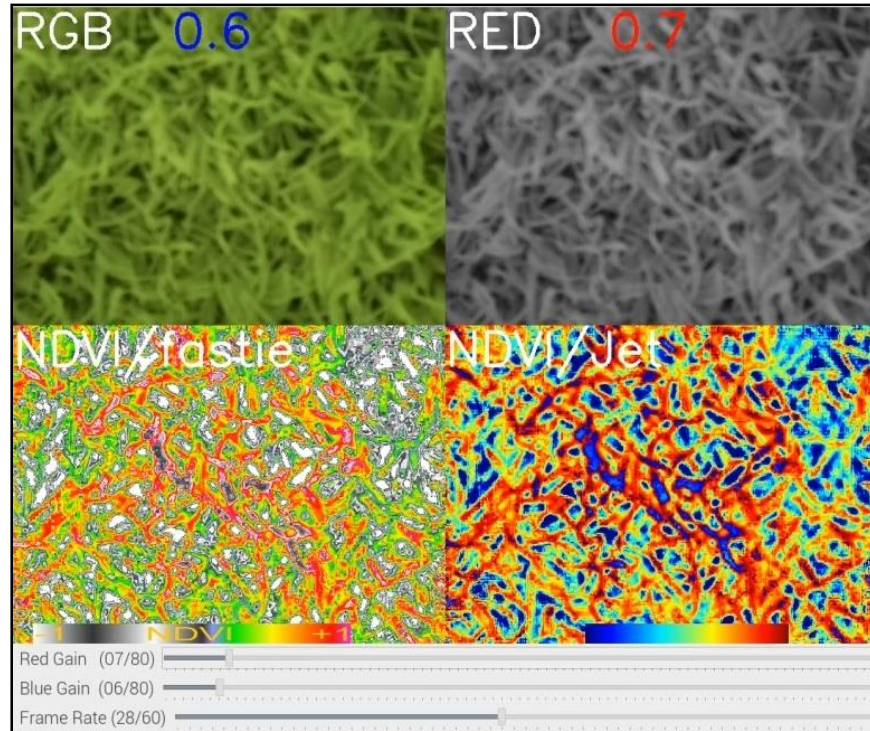 RGB 0.6
RED 0.7
NDVI/fastie
NDVI/Jet
-1 NDVI +1
Red Gain (07/80)
Blue Gain (06/80)
Frame Rate (28/60)